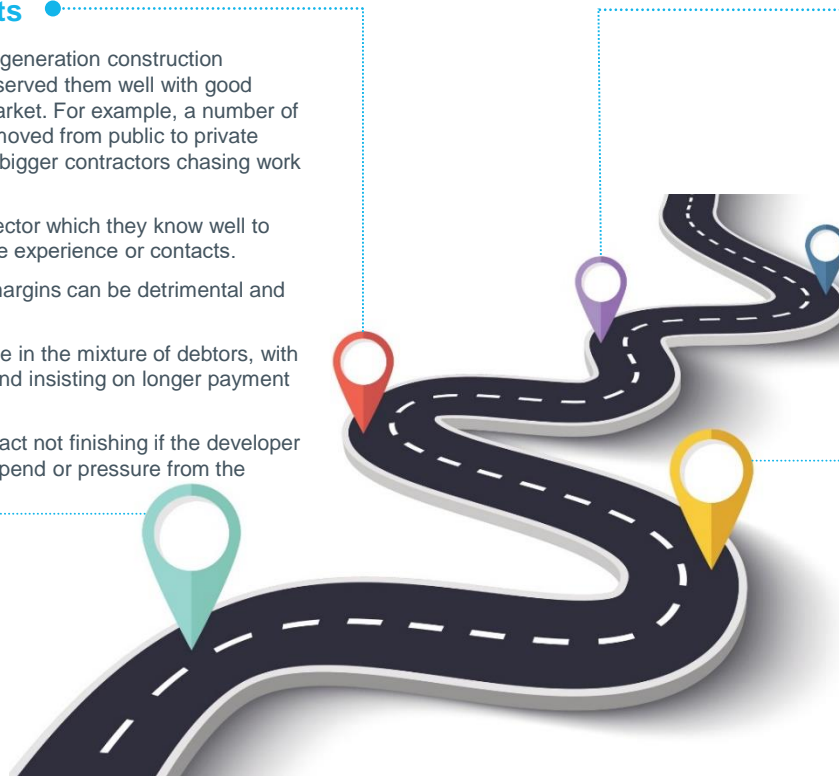 ts
generation construction
served them well with good
arket. For example, a number of
moved from public to private
bigger contractors chasing work
ector which they know well to
e experience or contacts.
nargins can be detrimental and
e in the mixture of debtors, with
nd insisting on longer payment
act not finishing if the developer
pend or pressure from the